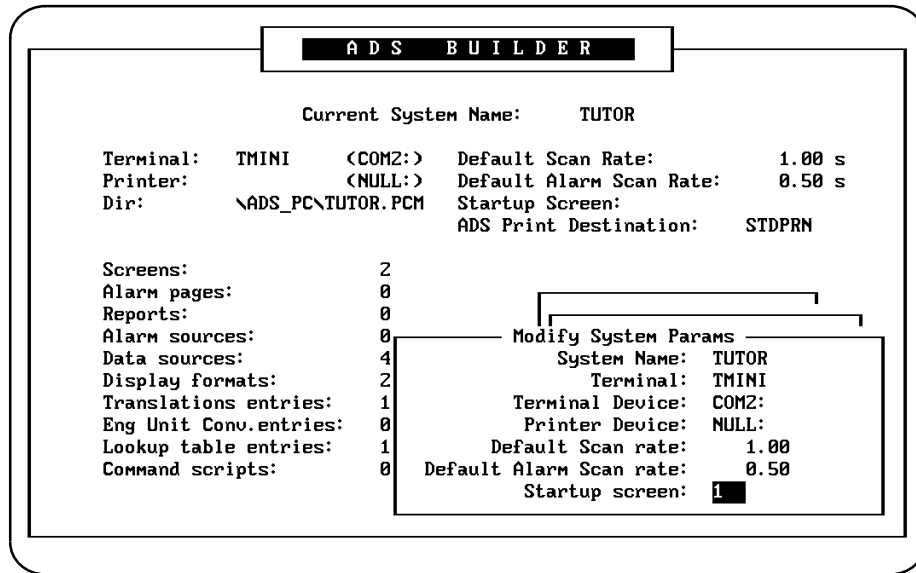 ADS BUILDER
Current System Name: TUTOR
Terminal: TMINI (COM2:) Default Scan Rate: 1.00 s
Printer: (NULL:) Default Alarm Scan Rate: 0.50 s
Dir: \ADS_PC\TUTOR.PCM Startup Screen:
ADS Print Destination: STDPRN
Screens: 2
Alarm pages: 0
Reports: 0
Alarm sources: 0
Data sources: 4
Display formats: 2
Translations entries: 1
Eng Unit Conv.entries: 0
Lookup table entries: 1
Command scripts: 0
Modify System Params
System Name: TUTOR
Terminal: TMINI
Terminal Device: COM2:
Printer Device: NULL:
Default Scan rate: 1.00
Default Alarm Scan rate: 0.50
Startup screen: 1